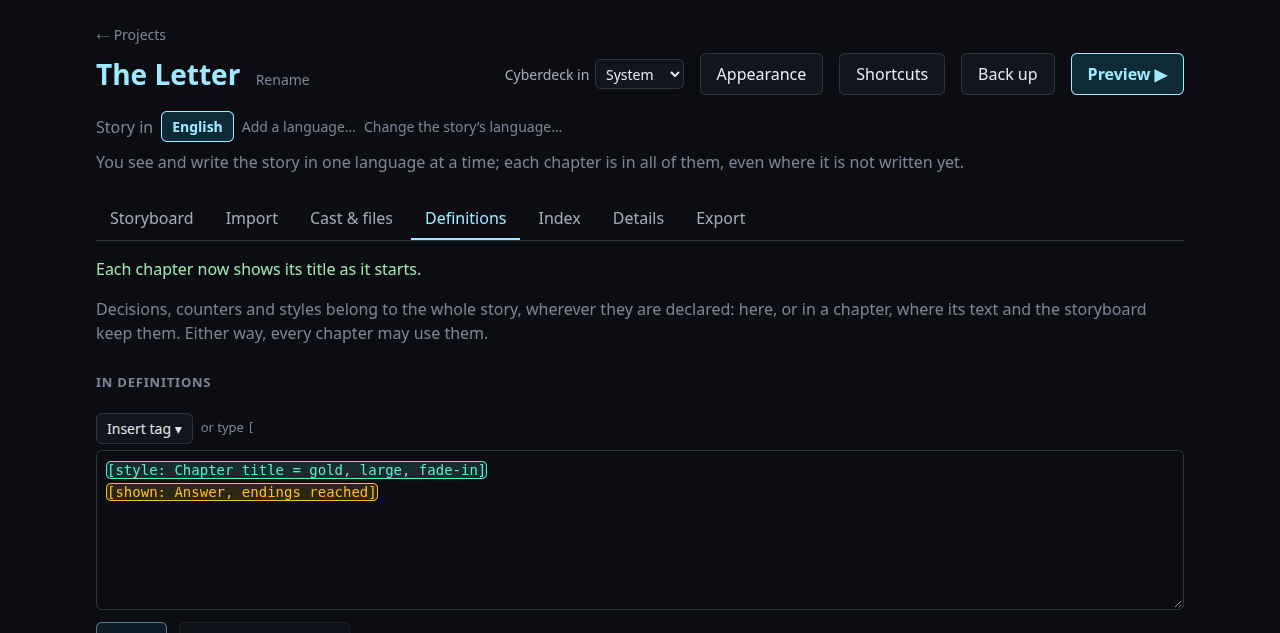 ← Projects
The Letter Rename Cyberdeck in System Appearance Shortcuts Back up Preview ▶
Story in English Add a language... Change the story's language...
You see and write the story in one language at a time; each chapter is in all of them, even where it is not written yet.
Storyboard Import Cast & files Definitions Index Details Export
Each chapter now shows its title as it starts.
Decisions, counters and styles belong to the whole story, wherever they are declared: here, or in a chapter, where its text and the storyboard
keep them. Either way, every chapter may use them.
IN DEFINITIONS
Insert tag ▾ or type [
[style: Chapter title = gold, large, fade-in]
[shown: Answer, endings reached]